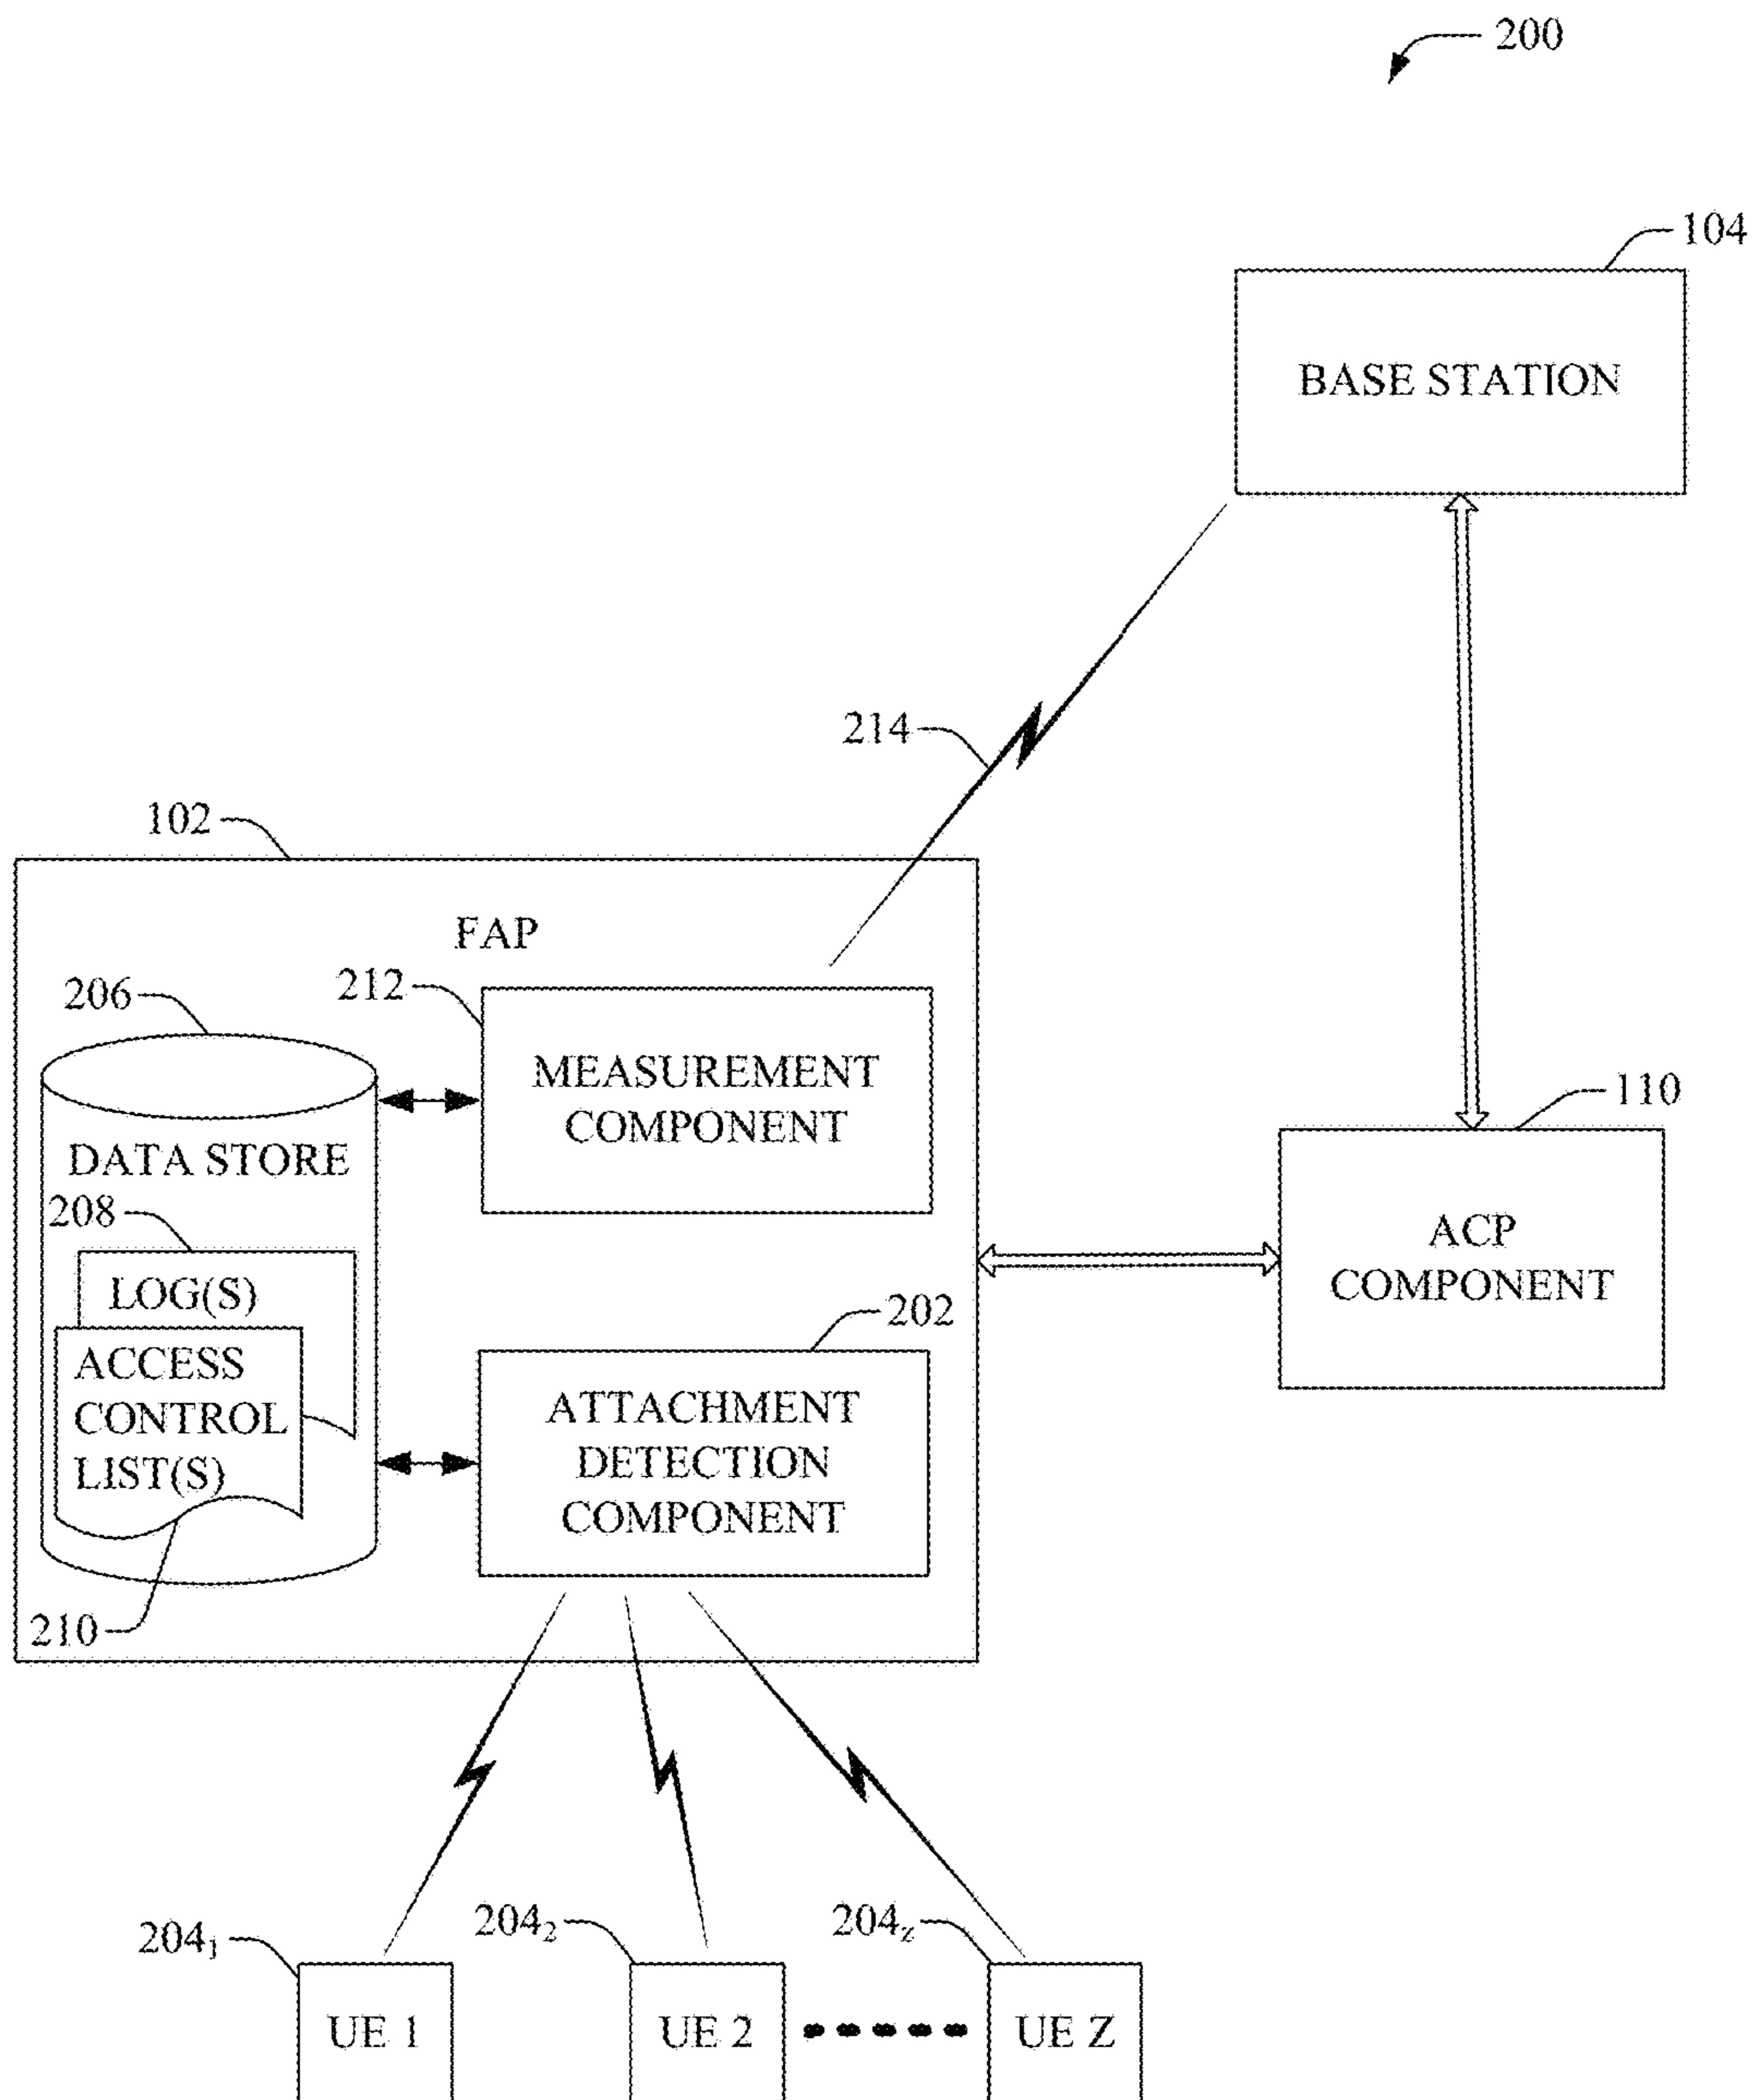 200
104
BASE STATION
214
102
FAP
206
212
MEASUREMENT
COMPONENT
110
DATA STORE
208
ACP
COMPONENT
LOG(S)
202
ACCESS
CONTROL
LIST(S)
ATTACHMENT
DETECTION
COMPONENT
210
204₁
204₂
204z
UE 1
UE 2
UE Z